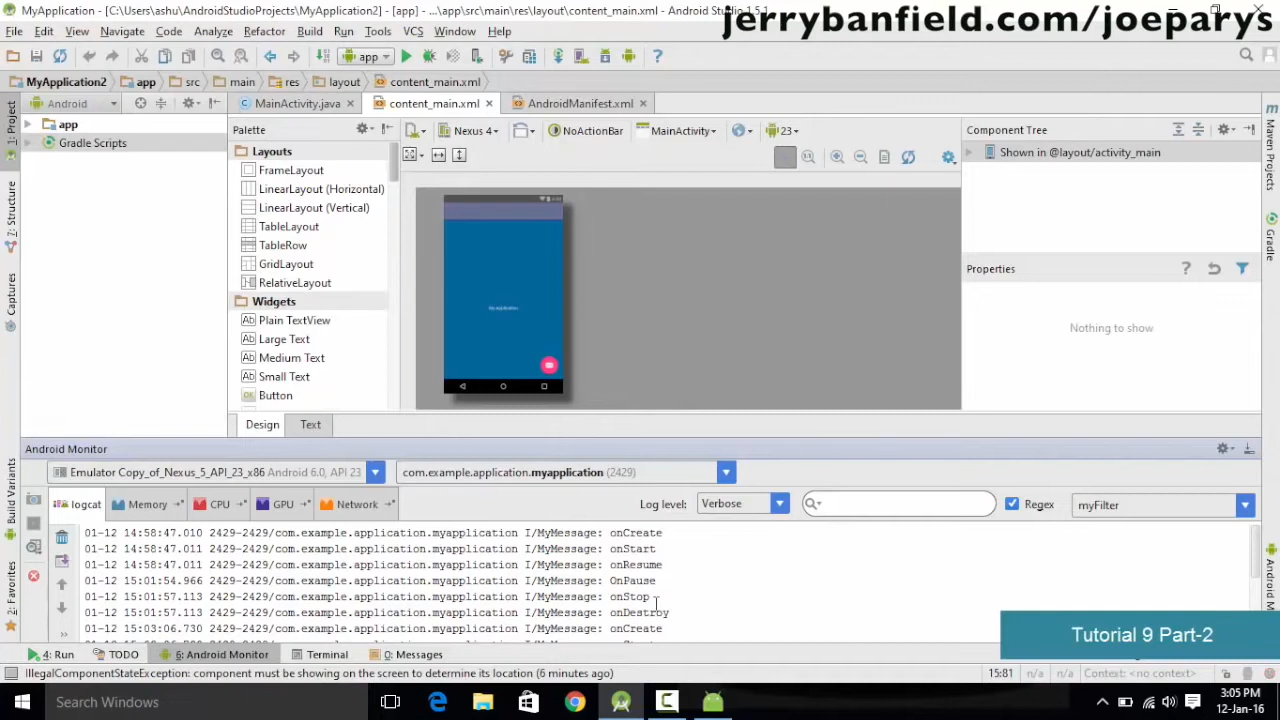 MyApplication - [C:\Users\ashu\AndroidStudioProjects\MyApplication2] - [app] - ...\app\src\main\res\layout\content_main.xml - Android Studio 1.5.1
jerrybanfield.com/joeparys
File Edit View Navigate Code Analyze Refactor Build Run Tools VCS Window Help
app
MyApplication2 app src main res layout content_main.xml
Android MainActivity.java content_main.xml AndroidManifest.xml
1: Project
app
Gradle Scripts
Palette
Nexus 4 NoActionBar MainActivity 23
Component Tree
Shown in @layout/activity_main
Layouts
FrameLayout
LinearLayout (Horizontal)
LinearLayout (Vertical)
TableLayout
TableRow
GridLayout
RelativeLayout
Widgets
Plain TextView
Large Text
Medium Text
Small Text
Button
My Application
Properties
Nothing to show
Maven Projects
Gradle
Z: Structure
Captures
Build Variants
2: Favorites
Design Text
Android Monitor
Emulator Copy_of_Nexus_5_API_23_x86 Android 6.0, API 23
com.example.application.myapplication (2429)
logcat Memory CPU GPU Network Log level: Verbose Regex myFilter
01-12 14:58:47.010 2429-2429/com.example.application.myapplication I/MyMessage: onCreate
01-12 14:58:47.011 2429-2429/com.example.application.myapplication I/MyMessage: onStart
01-12 14:58:47.011 2429-2429/com.example.application.myapplication I/MyMessage: onResume
01-12 15:01:54.966 2429-2429/com.example.application.myapplication I/MyMessage: OnPause
01-12 15:01:57.113 2429-2429/com.example.application.myapplication I/MyMessage: onStop
01-12 15:01:57.113 2429-2429/com.example.application.myapplication I/MyMessage: onDestroy
01-12 15:03:06.730 2429-2429/com.example.application.myapplication I/MyMessage: onCreate
Tutorial 9 Part-2
4: Run TODO 6: Android Monitor Terminal 0: Messages
IllegalComponentStateException: component must be showing on the screen to determine its location (6 minutes ago)
15:81 n/a n/a Context: <no context>
Search Windows
3:05 PM
12-Jan-16